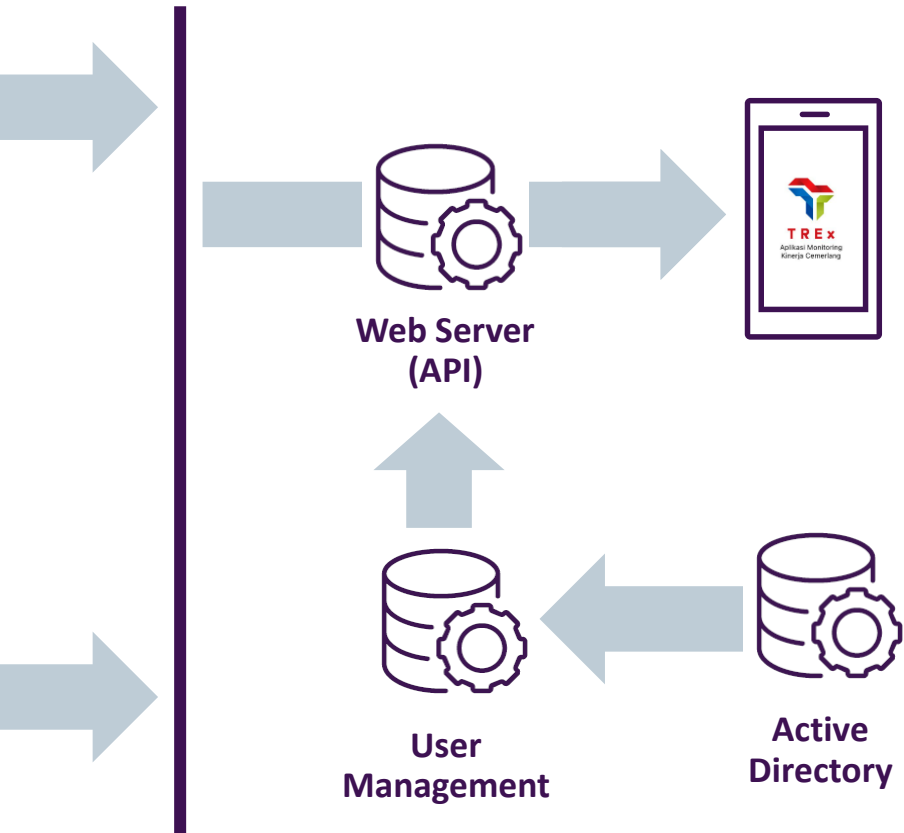 TREx
Aplikasi Monitoring
Kinerja Cemerlang
Web Server
(API)
User
Management
Active
Directory